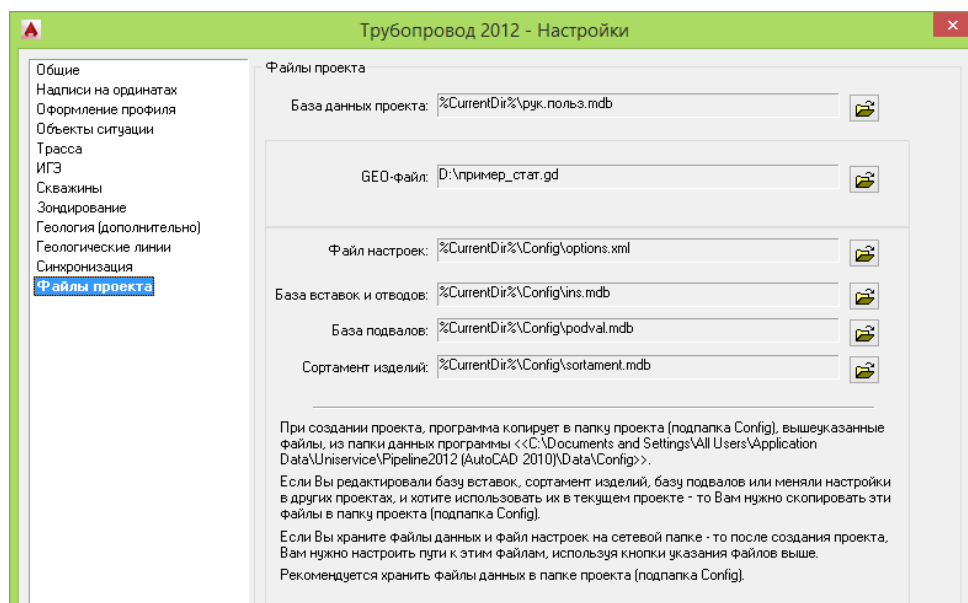 Трубопровод 2012 - Настройки
Общие
Надписи на ординатах
Оформление профиля
Объекты ситуации
Трасса
ИГЭ
Скважины
Зондирование
Геология (дополнительно)
Геологические линии
Синхронизация
Файлы проекта
Файлы проекта
База данных проекта: %CurrentDir%\рук.польз.mdb
GEO-файл: D:\пример_стат.gd
Файл настроек: %CurrentDir%\Config\options.xml
База вставок и отводов: %CurrentDir%\Config\ins.mdb
База подвалов: %CurrentDir%\Config\podval.mdb
Сортамент изделий: %CurrentDir%\Config\sortament.mdb
При создании проекта, программа копирует в папку проекта (подпапка Config), вышеуказанные
файлы, из папки данных программы <<C:\Documents and Settings\All Users\Application
Data\Uniservice\Pipeline2012 (AutoCAD 2010)\Data\Config>>.
Если Вы редактировали базу вставок, сортамент изделий, базу подвалов или меняли настройки
в других проектах, и хотите использовать их в текущем проекте - то Вам нужно скопировать эти
файлы в папку проекта (подпапка Config).
Если Вы храните файлы данных и файл настроек на сетевой папке - то после создания проекта,
Вам нужно настроить пути к этим файлам, используя кнопки указания файлов выше.
Рекомендуется хранить файлы данных в папке проекта (подпапка Config).